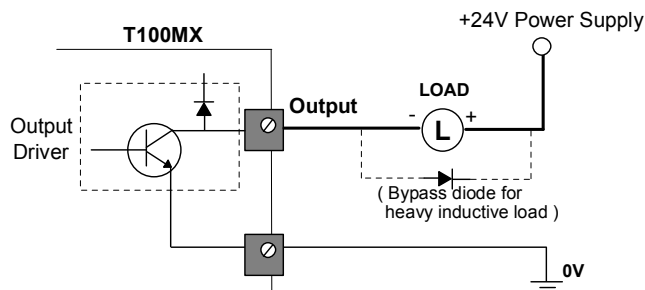 +24V Power Supply
T100MX
LOAD
Output
- L +
Output
Driver
( Bypass diode for
heavy inductive load )
0V